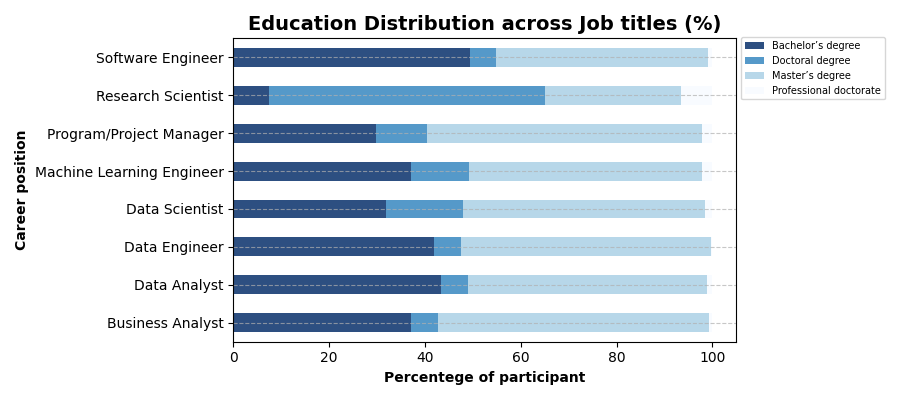 Education Distribution across Job titles (%)
Bachelor’s degree
Doctoral degree
Master’s degree
Professional doctorate
Career position
Software Engineer
Research Scientist
Program/Project Manager
Machine Learning Engineer
Data Scientist
Data Engineer
Data Analyst
Business Analyst
0 20 40 60 80 100
Percentege of participant